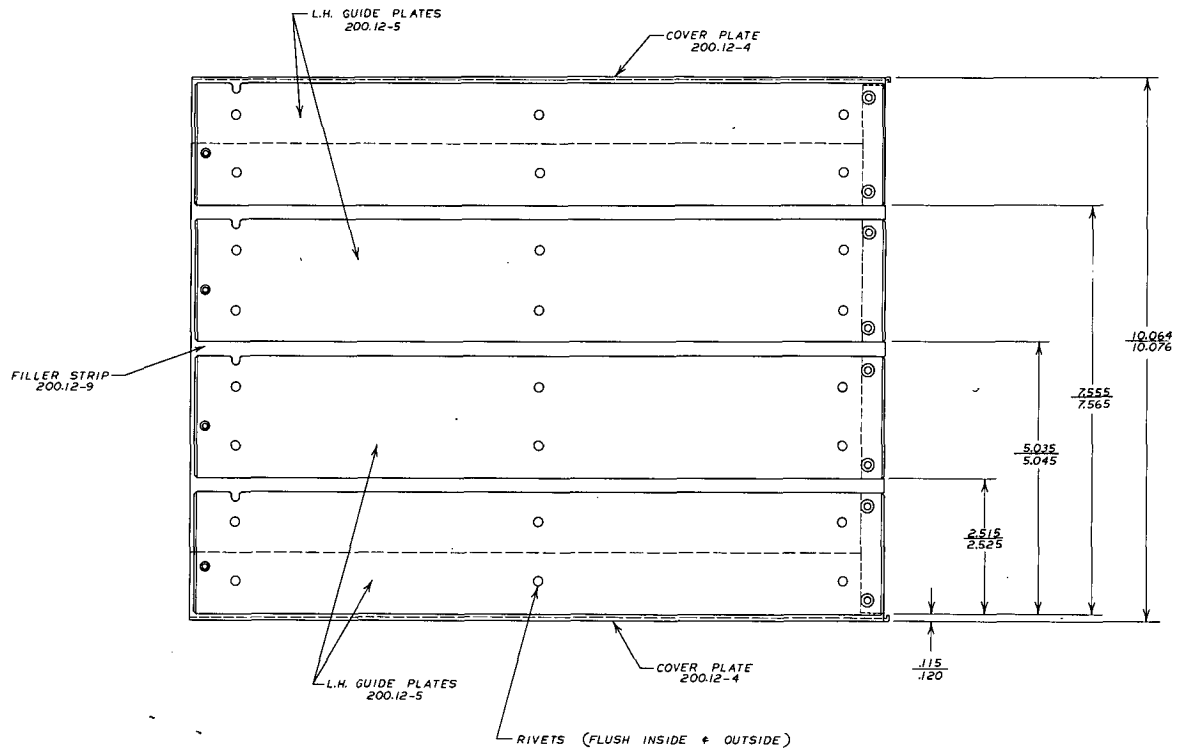 L.H. GUIDE PLATES
200.12-5
COVER PLATE
200.12-4
FILLER STRIP
200.12-9
10.064
10.076
7.555
7.565
5.035
5.045
2.515
2.525
.115
.120
L.H. GUIDE PLATES
200.12-5
COVER PLATE
200.12-4
RIVETS (FLUSH INSIDE & OUTSIDE)